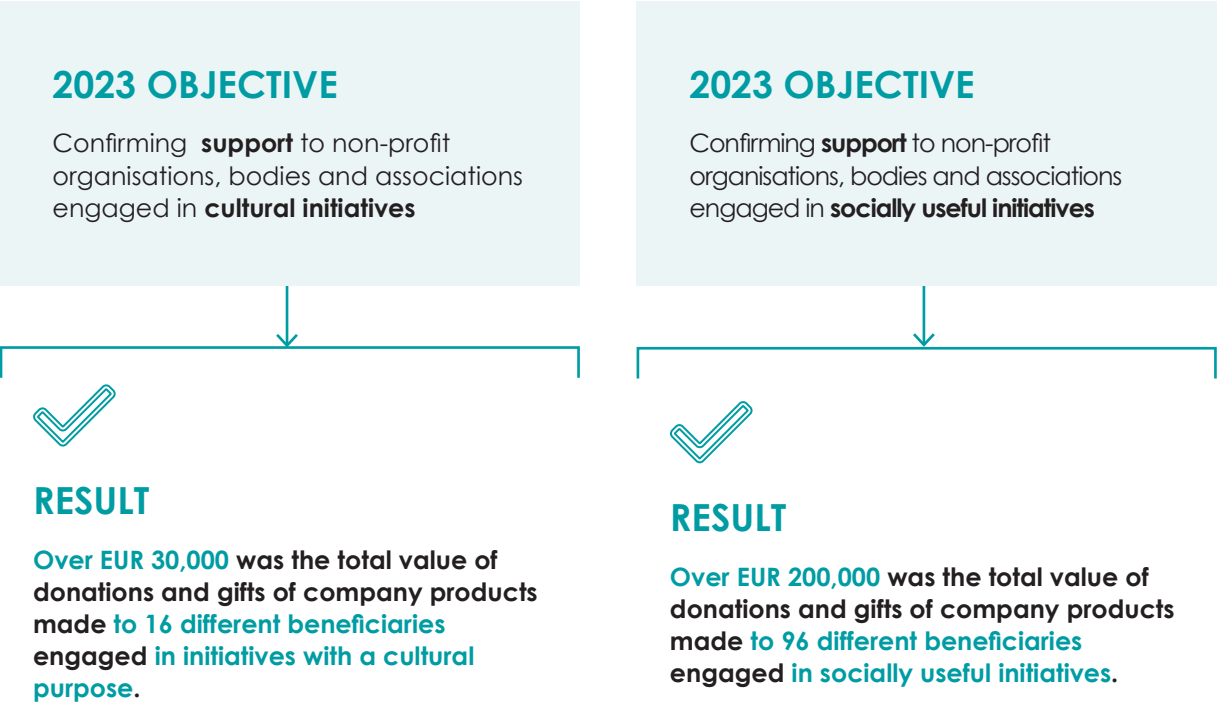 2023 OBJECTIVE
Confirming support to non-profit
organisations, bodies and associations
engaged in cultural initiatives
RESULT
Over EUR 30,000 was the total value of
donations and gifts of company products
made to 16 different beneficiaries
engaged in initiatives with a cultural
purpose.
2023 OBJECTIVE
Confirming support to non-profit
organisations, bodies and associations
engaged in socially useful initiatives
RESULT
Over EUR 200,000 was the total value of
donations and gifts of company products
made to 96 different beneficiaries
engaged in socially useful initiatives.